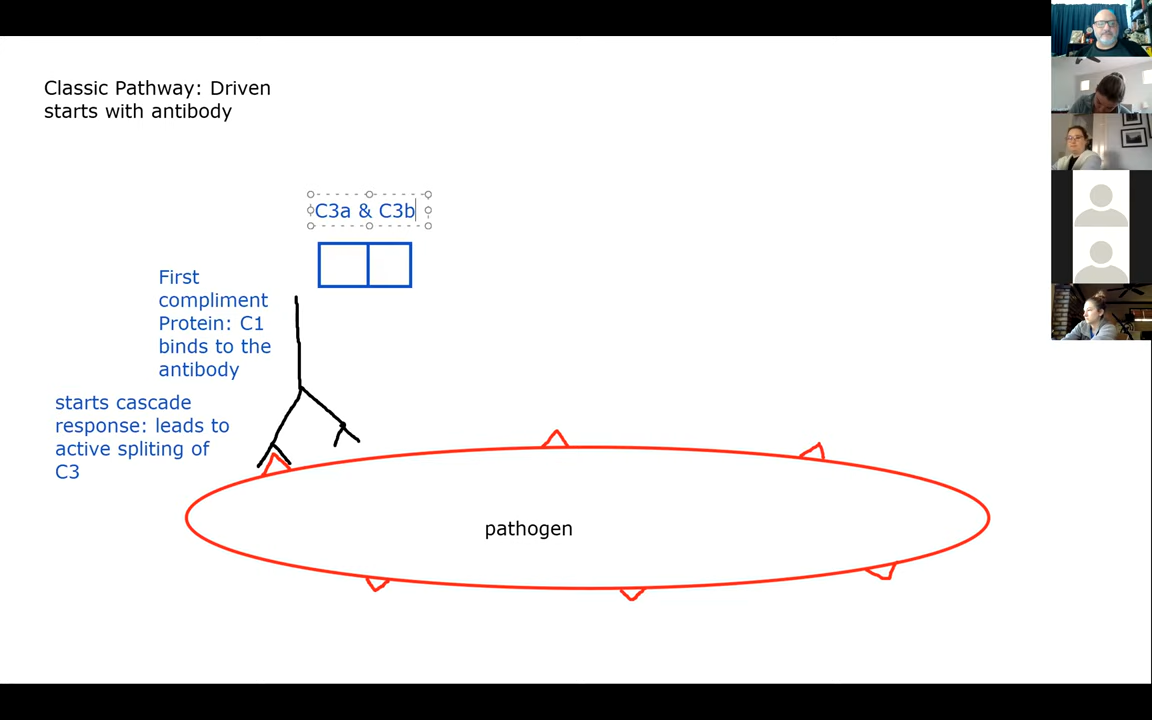 Classic Pathway: Driven
starts with antibody
C3a & C3b
First
compliment
Protein: C1
binds to the
antibody
starts cascade
response: leads to
active spliting of
C3
pathogen